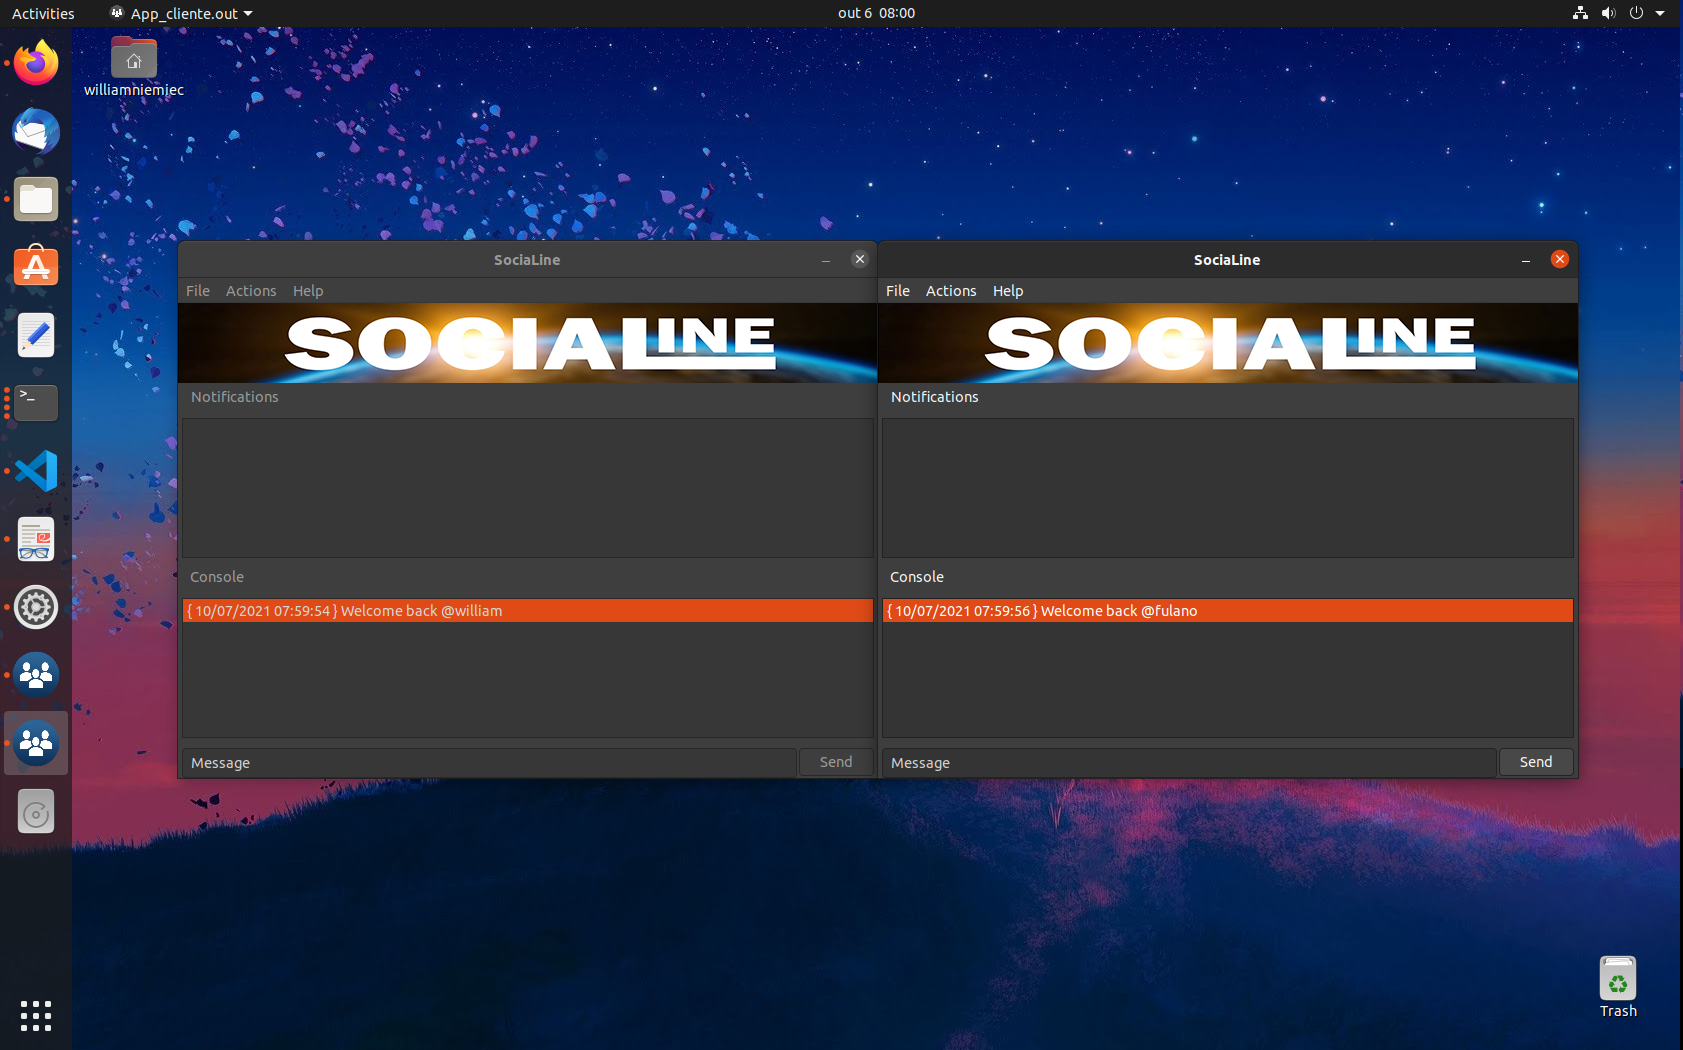 Activities
App_cliente.out
out 6 08:00
williamniemiec
SociaLine
File Actions Help
SOCIALINE
Notifications
Console
{ 10/07/2021 07:59:54 } Welcome back @william
Message
Send
SociaLine
File Actions Help
SOCIALINE
Notifications
Console
{ 10/07/2021 07:59:56 } Welcome back @fulano
Message
Send
Trash